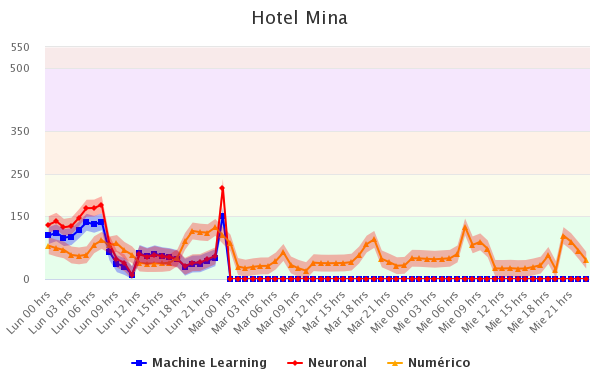 Hotel Mina
550
500
350
250
150
0
Lun 00 hrs
Lun 03 hrs
Lun 06 hrs
Lun 09 hrs
Lun 12 hrs
Lun 15 hrs
Lun 18 hrs
Lun 21 hrs
Mar 00 hrs
Mar 03 hrs
Mar 06 hrs
Mar 09 hrs
Mar 12 hrs
Mar 15 hrs
Mar 18 hrs
Mar 21 hrs
Mie 00 hrs
Mie 03 hrs
Mie 06 hrs
Mie 09 hrs
Mie 12 hrs
Mie 15 hrs
Mie 18 hrs
Mie 21 hrs
Machine Learning Neuronal Numérico